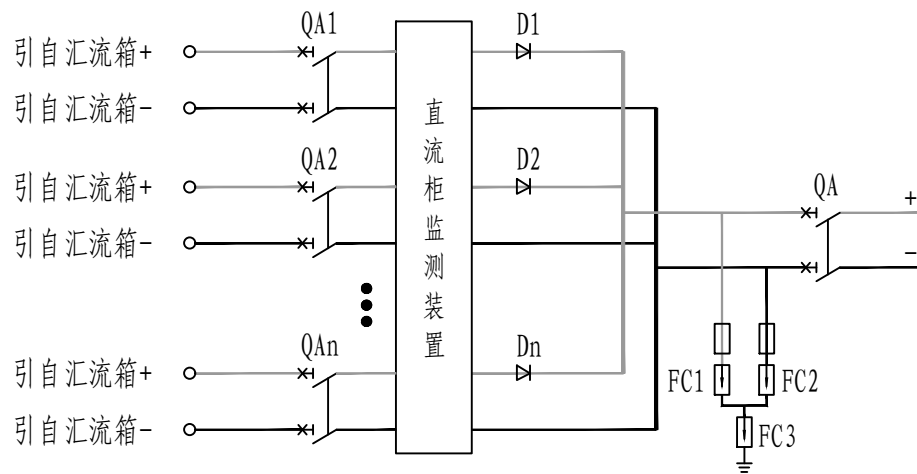 QA1
D1
引自汇流箱+
引自汇流箱-
QA2
D2
引自汇流箱+
引自汇流箱-
直流柜监测装置
QA
+
-
QAn
Dn
引自汇流箱+
引自汇流箱-
FC1
FC2
FC3